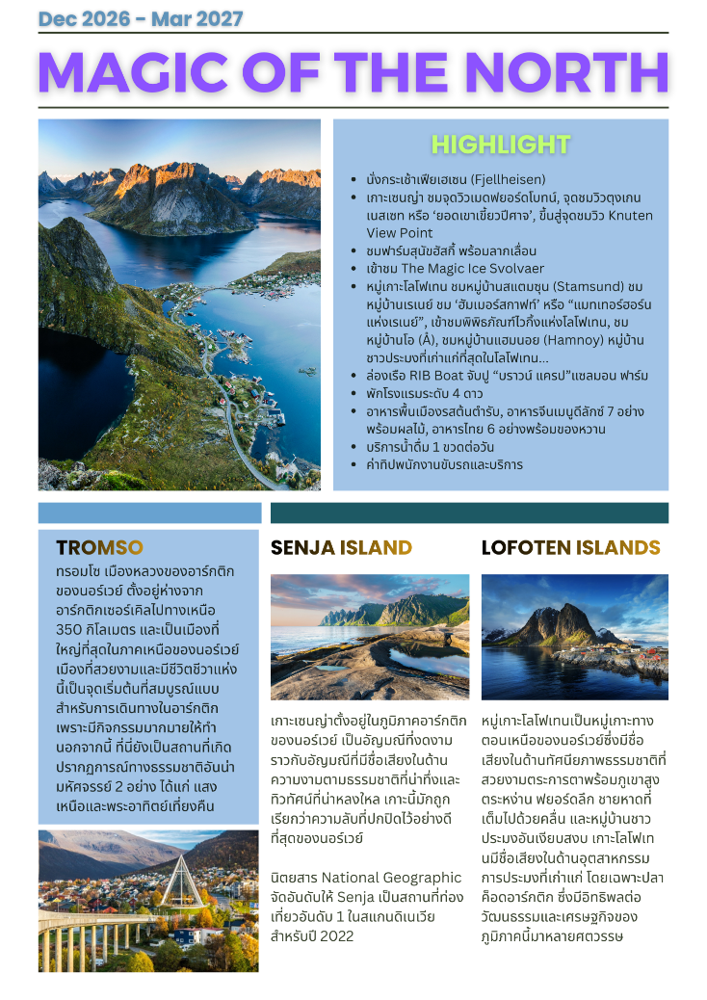 Dec 2026 - Mar 2027
MAGIC OF THE NORTH
HIGHLIGHT
• นั่งกระเช้าเฟียเฮเซน (Fjellheisen)
• เกาะเซนญ่า ชมจุดวิวเมดฟยอร์ดโบทน์, จุดชมวิวตุงเกน
เนสเซท หรือ ‘ยอดเขาเขี้ยวปีศาจ’, ขึ้นสู่จุดชมวิว Knuten
View Point
• ชมฟาร์มสุนัขฮัสกี้ พร้อมลากเลื่อน
• เข้าชม The Magic Ice Svolvaer
• หมู่เกาะโลโฟเทน ชมหมู่บ้านสแตมซุน (Stamsund) ชม
หมู่บ้านเรเน่ย์ ชม ‘ฮัมเมอร์สกาฟท์’ หรือ “แมทเทอร์ฮอร์น
แห่งเรเนย์”, เข้าชมพิพิธภัณฑ์ไวกิ้งแห่งโลโฟเทน, ชม
หมู่บ้านโอ (Å), ชมหมู่บ้านแฮมนอย (Hamnoy) หมู่บ้าน
ชาวประมงที่เก่าแก่ที่สุดในโลโฟเทน...
• ล่องเรือ RIB Boat จับปู “บราวน์ แครป”แซลมอน ฟาร์ม
• พักโรงแรมระดับ 4 ดาว
• อาหารพื้นเมืองรสต้นตำรับ, อาหารจีนเมนูดีลักซ์ 7 อย่าง
พร้อมผลไม้, อาหารไทย 6 อย่างพร้อมของหวาน
• บริการน้ำดื่ม 1 ขวดต่อวัน
• ค่าทิปพนักงานขับรถและบริการ
TROMSO
ทรอมโซ เมืองหลวงของอาร์กติก
ของนอร์เวย์ ตั้งอยู่ห่างจาก
อาร์กติกเซอร์เคิลไปทางเหนือ
350 กิโลเมตร และเป็นเมืองที่
ใหญ่ที่สุดในภาคเหนือของนอร์เวย์
เมืองที่สวยงามและมีชีวิตชีวาแห่ง
นี้เป็นจุดเริ่มต้นที่สมบูรณ์แบบ
สำหรับการเดินทางในอาร์กติก
เพราะมีกิจกรรมมากมายให้ทำ
นอกจากนี้ ที่นี่ยังเป็นสถานที่เกิด
ปรากฏการณ์ทางธรรมชาติอันน่า
มหัศจรรย์ 2 อย่าง ได้แก่ แสง
เหนือและพระอาทิตย์เที่ยงคืน
SENJA ISLAND
เกาะเซนญ่าตั้งอยู่ในภูมิภาคอาร์กติก
ของนอร์เวย์ เป็นอัญมณีที่งดงาม
ราวกับอัญมณีที่มีชื่อเสียงในด้าน
ความงามตามธรรมชาติที่น่าทึ่งและ
ทิวทัศน์ที่น่าหลงใหล เกาะนี้มักถูก
เรียกว่าความลับที่ปกปิดไว้อย่างดี
ที่สุดของนอร์เวย์
นิตยสาร National Geographic
จัดอันดับให้ Senja เป็นสถานที่ท่อง
เที่ยวอันดับ 1 ในสแกนดิเนเวีย
สำหรับปี 2022
LOFOTEN ISLANDS
หมู่เกาะโลโฟเทนเป็นหมู่เกาะทาง
ตอนเหนือของนอร์เวย์ซึ่งมีชื่อ
เสียงในด้านทัศนียภาพธรรมชาติที่
สวยงามตระการตาพร้อมภูเขาสูง
ตระหง่าน ฟยอร์ดลึก ชายหาดที่
เต็มไปด้วยคลื่น และหมู่บ้านชาว
ประมงอันเงียบสงบ เกาะโลโฟเท
นมีชื่อเสียงในด้านอุตสาหกรรม
การประมงที่เก่าแก่ โดยเฉพาะปลา
ค็อดอาร์กติก ซึ่งมีอิทธิพลต่อ
วัฒนธรรมและเศรษฐกิจของ
ภูมิภาคนี้มาหลายศตวรรษ